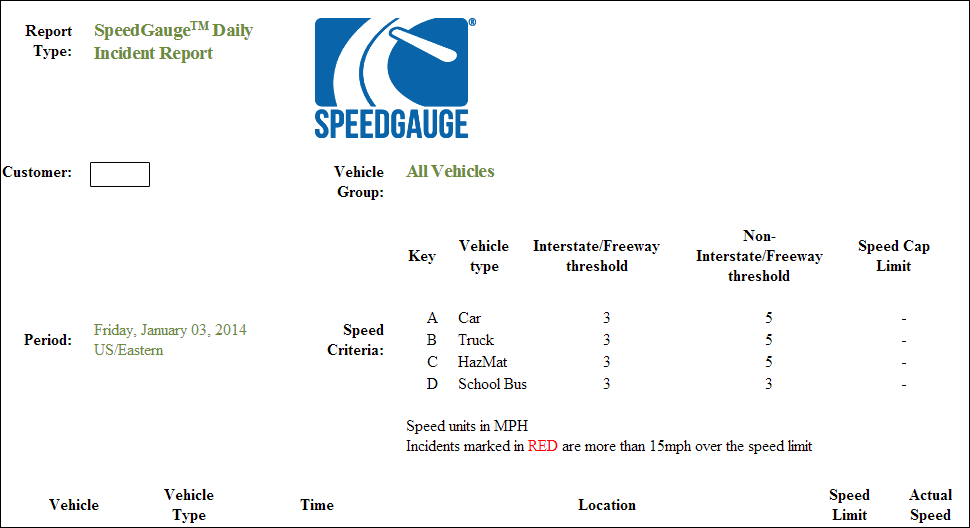 Report Type: SpeedGauge™ Daily Incident Report
SPEEDGAUGE®
Customer:
Vehicle Group: All Vehicles
Period: Friday, January 03, 2014 US/Eastern
Speed Criteria:
Key Vehicle type Interstate/Freeway threshold Non-Interstate/Freeway threshold Speed Cap Limit
A Car 3 5 -
B Truck 3 5 -
C HazMat 3 5 -
D School Bus 3 3 -
Speed units in MPH
Incidents marked in RED are more than 15mph over the speed limit
Vehicle Vehicle Type Time Location Speed Limit Actual Speed